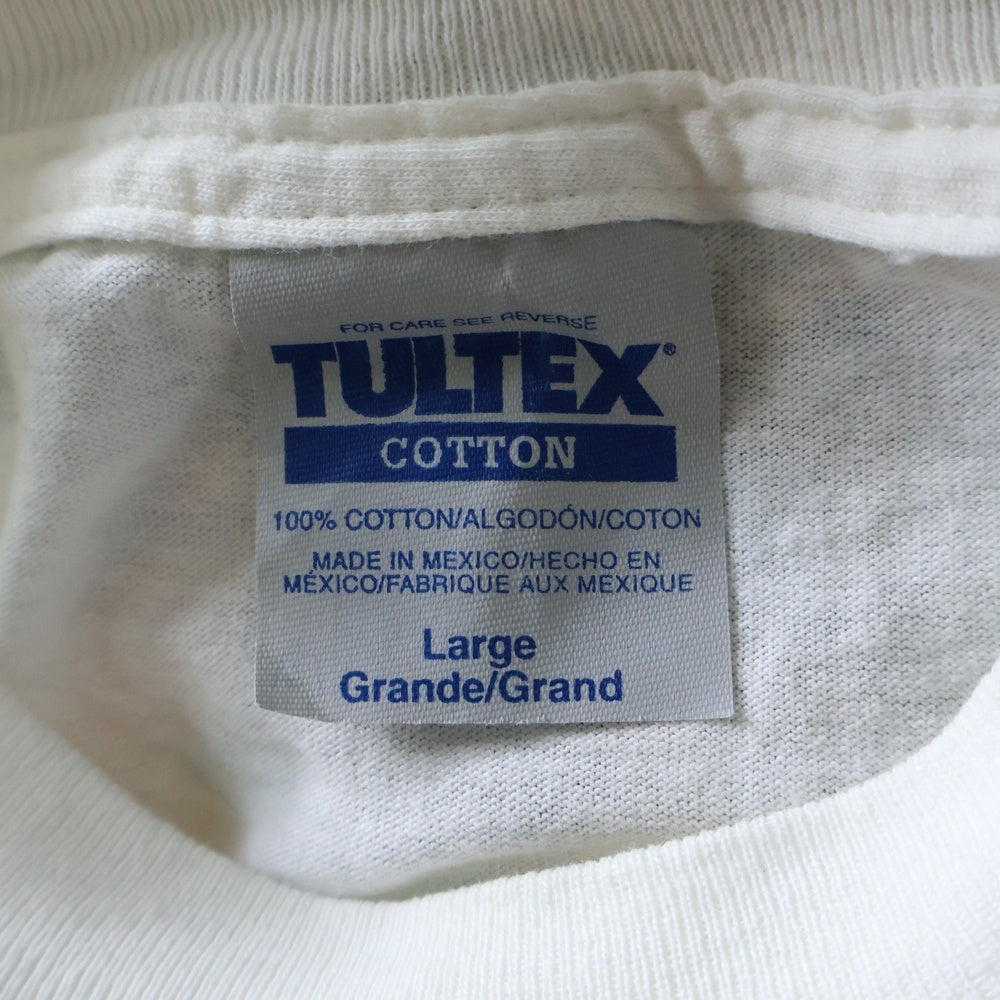 FOR CARE SEE REVERSE
TULTEX®
COTTON
100% COTTON/ALGODÓN/COTON
MADE IN MEXICO/HECHO EN
MÉXICO/FABRIQUE AUX MEXIQUE
Large
Grande/Grand